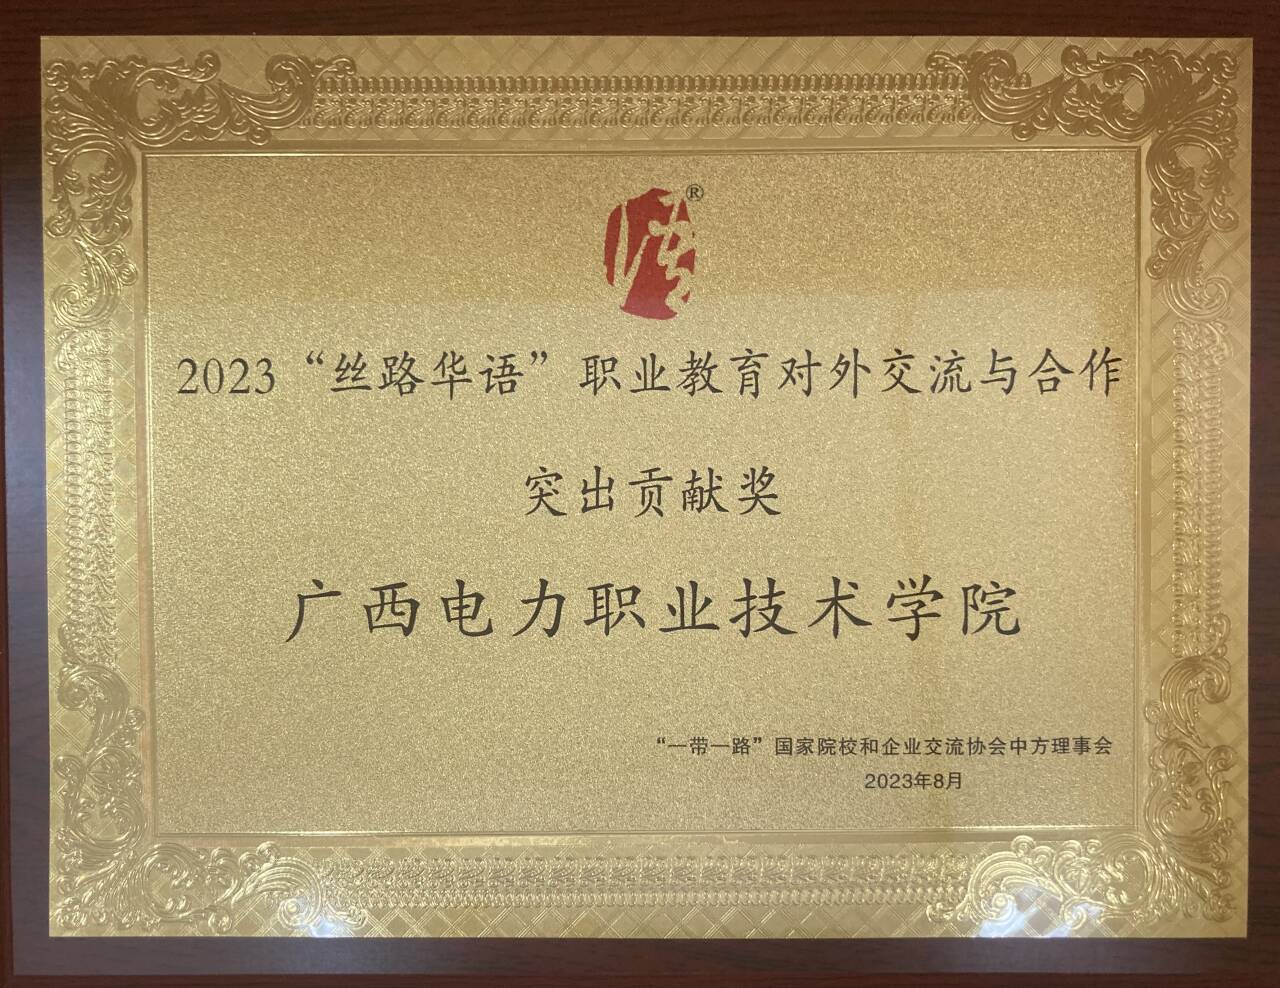 ®
2023“丝路华语”职业教育对外交流与合作
突出贡献奖
广西电力职业技术学院
“一带一路”国家院校和企业交流协会中方理事会
2023年8月